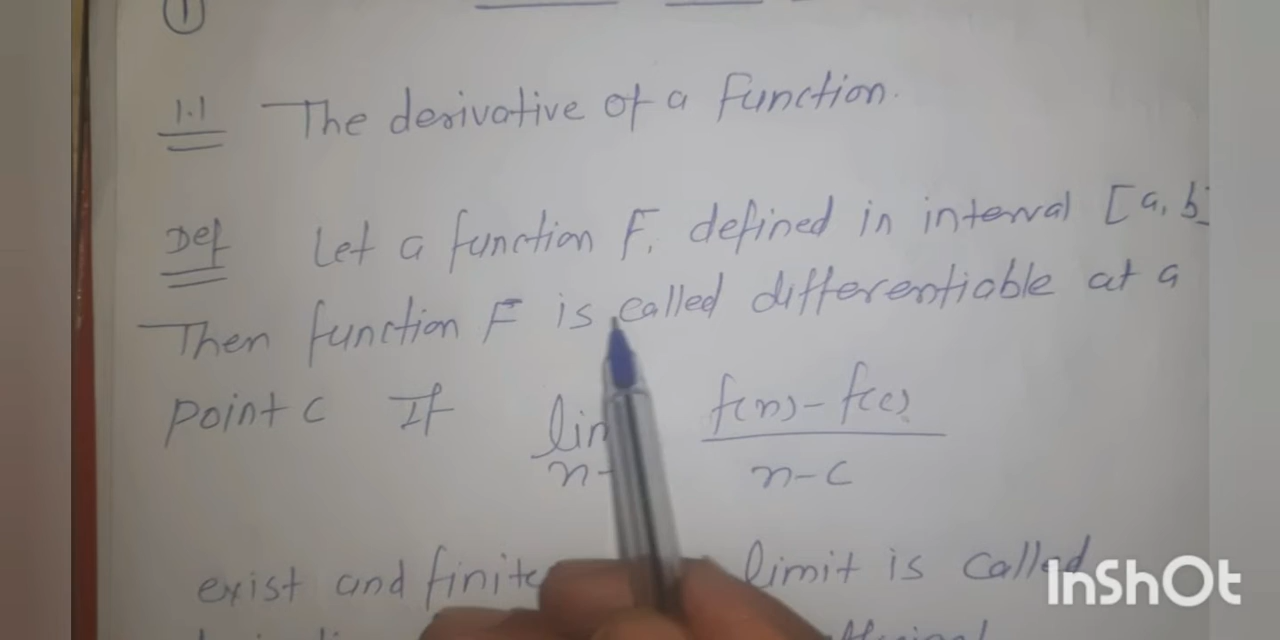 1
1.1 The derivative of a Function.
Def Let a function F. defined in interval [a, b]
Then function F is called differentiable at a
point c If lim f(n) - f(c)
n- n-c
exist and finite limit is called
InShOt